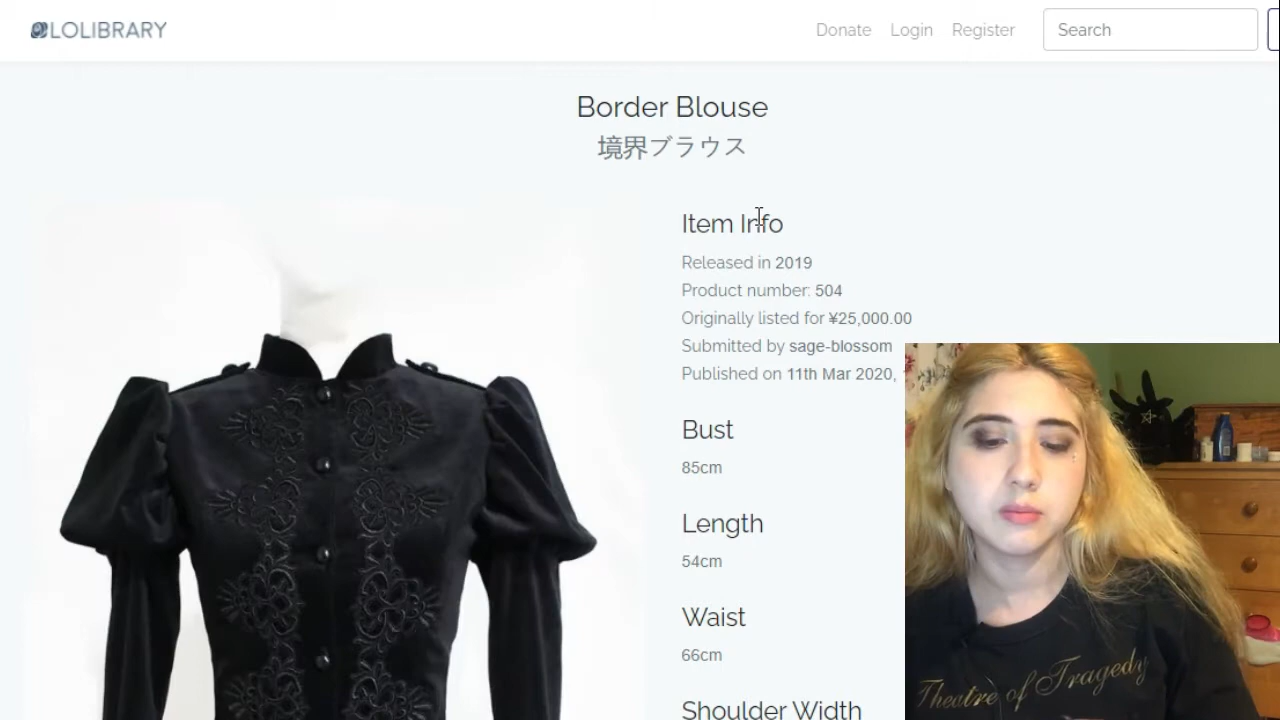 LOLIBRARY
Donate Login Register Search
Border Blouse
境界ブラウス
Item Info
Released in 2019
Product number: 504
Originally listed for ¥25,000.00
Submitted by sage-blossom
Published on 11th Mar 2020,
Bust
85cm
Length
54cm
Waist
66cm
Shoulder Width
Theatre of Tragedy